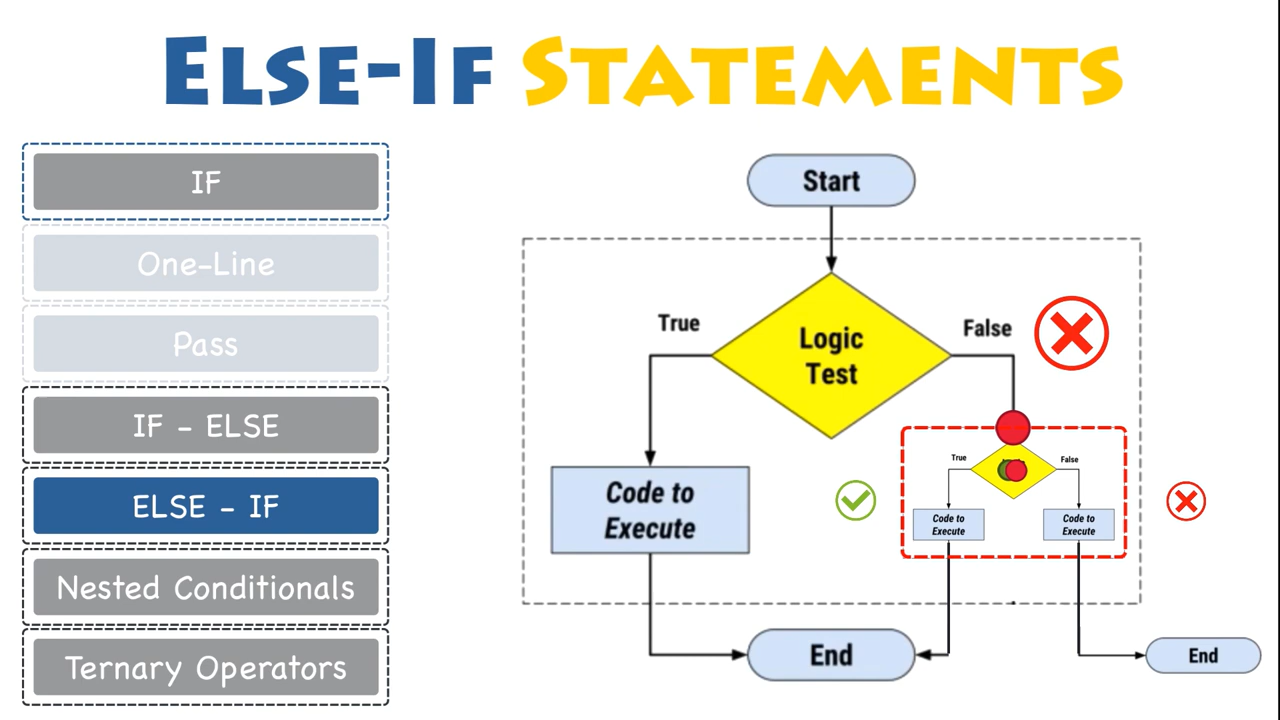 ELSE-IF STATEMENTS
IF
One-Line
Pass
IF - ELSE
ELSE - IF
Nested Conditionals
Ternary Operators
Start
True
Logic
Test
False
Code to
Execute
True
False
Code to
Execute
Code to
Execute
End
End